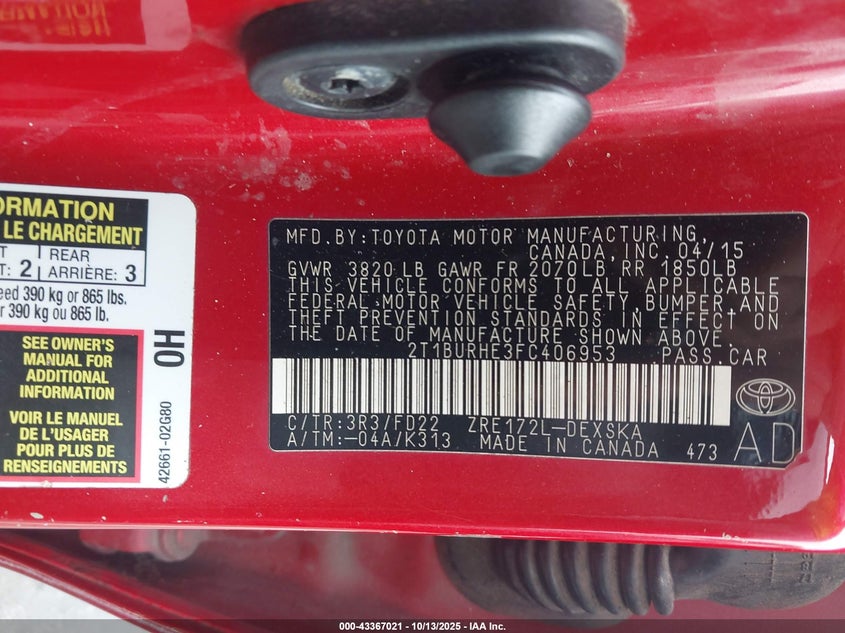 ORMATION
LE CHARGEMENT
REAR
2 ARRIÈRE: 3
eed 390 kg or 865 lbs.
r 390 kg ou 865 lb.
SEE OWNER'S
MANUAL FOR
ADDITIONAL
INFORMATION
VOIR LE MANUEL
DE L'USAGER
POUR PLUS DE
RENSEIGNEMENTS
OH
42661-02G80
MFD.BY:TOYOTA MOTOR MANUFACTURING,
CANADA,INC. 04/15
GVWR 3820 LB GAWR FR 2070LB RR 1850LB
THIS VEHICLE CONFORMS TO ALL APPLICABLE
FEDERAL MOTOR VEHICLE SAFETY, BUMPER,AND
THEFT PREVENTION STANDARDS IN EFFECT ON
THE DATE OF MANUFACTURE SHOWN ABOVE.
2T1BURHE3FC406953 PASS.CAR
C/TR:3R3/FD22 ZRE172L-DEXSKA
A/TM:-04A/K313 MADE IN CANADA 473
AD
000-43367021 - 10/13/2025 - IAA Inc.